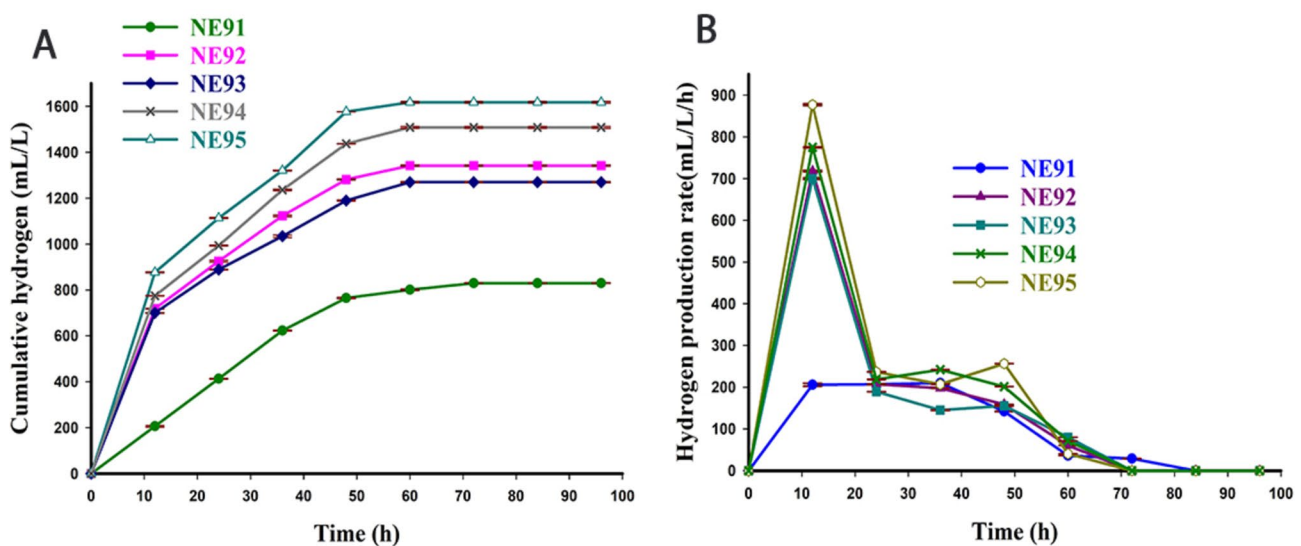 A
NE91
NE92
NE93
NE94
NE95
Cumulative hydrogen (mL/L)
1600
1400
1200
1000
800
600
400
200
0
0 10 20 30 40 50 60 70 80 90 100
Time (h)
B
NE91
NE92
NE93
NE94
NE95
Hydrogen production rate(mL/L/h)
900
800
700
600
500
400
300
200
100
0
0 10 20 30 40 50 60 70 80 90 100
Time (h)